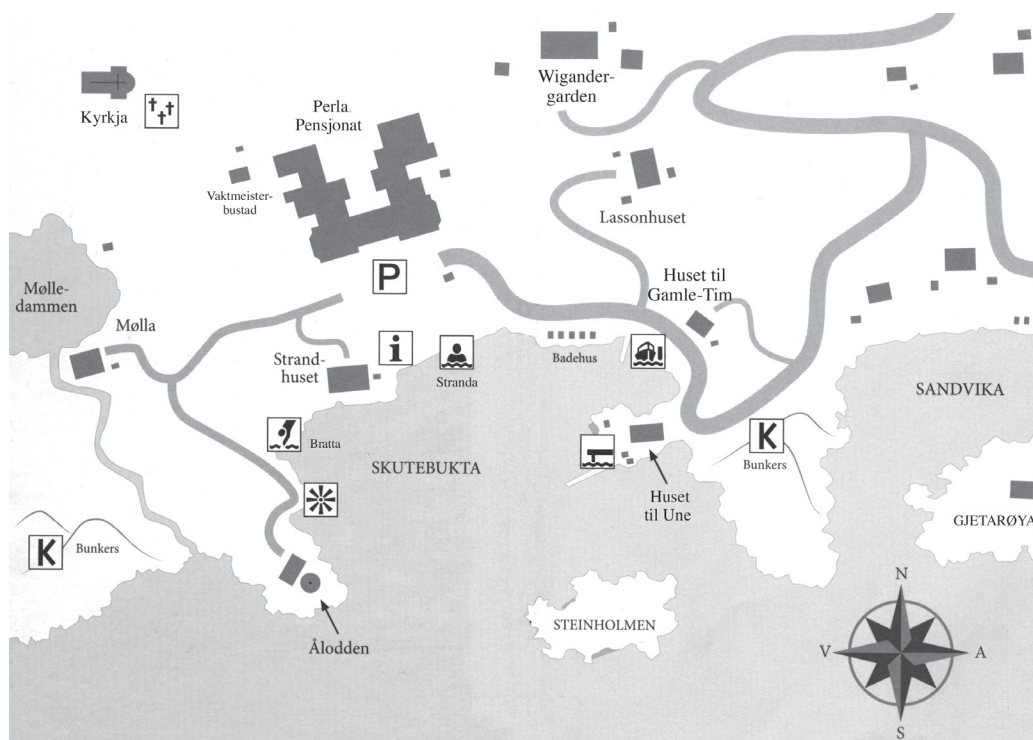 Wigander-
garden
Kyrkja
Perla
Pensjonat
Vaktmeister-
bustad
Lassonhuset
P
Mølle-
dammen
Huset til
Gamle-Tim
Mølla
i
Strand-
huset
Stranda
Badehus
SANDVIKA
Bratta
SKUTEBUKTA
K
Bunkers
Huset
til Une
GJETARØYA
K
Bunkers
STEINHOLMEN
Ålodden
N
V
A
S